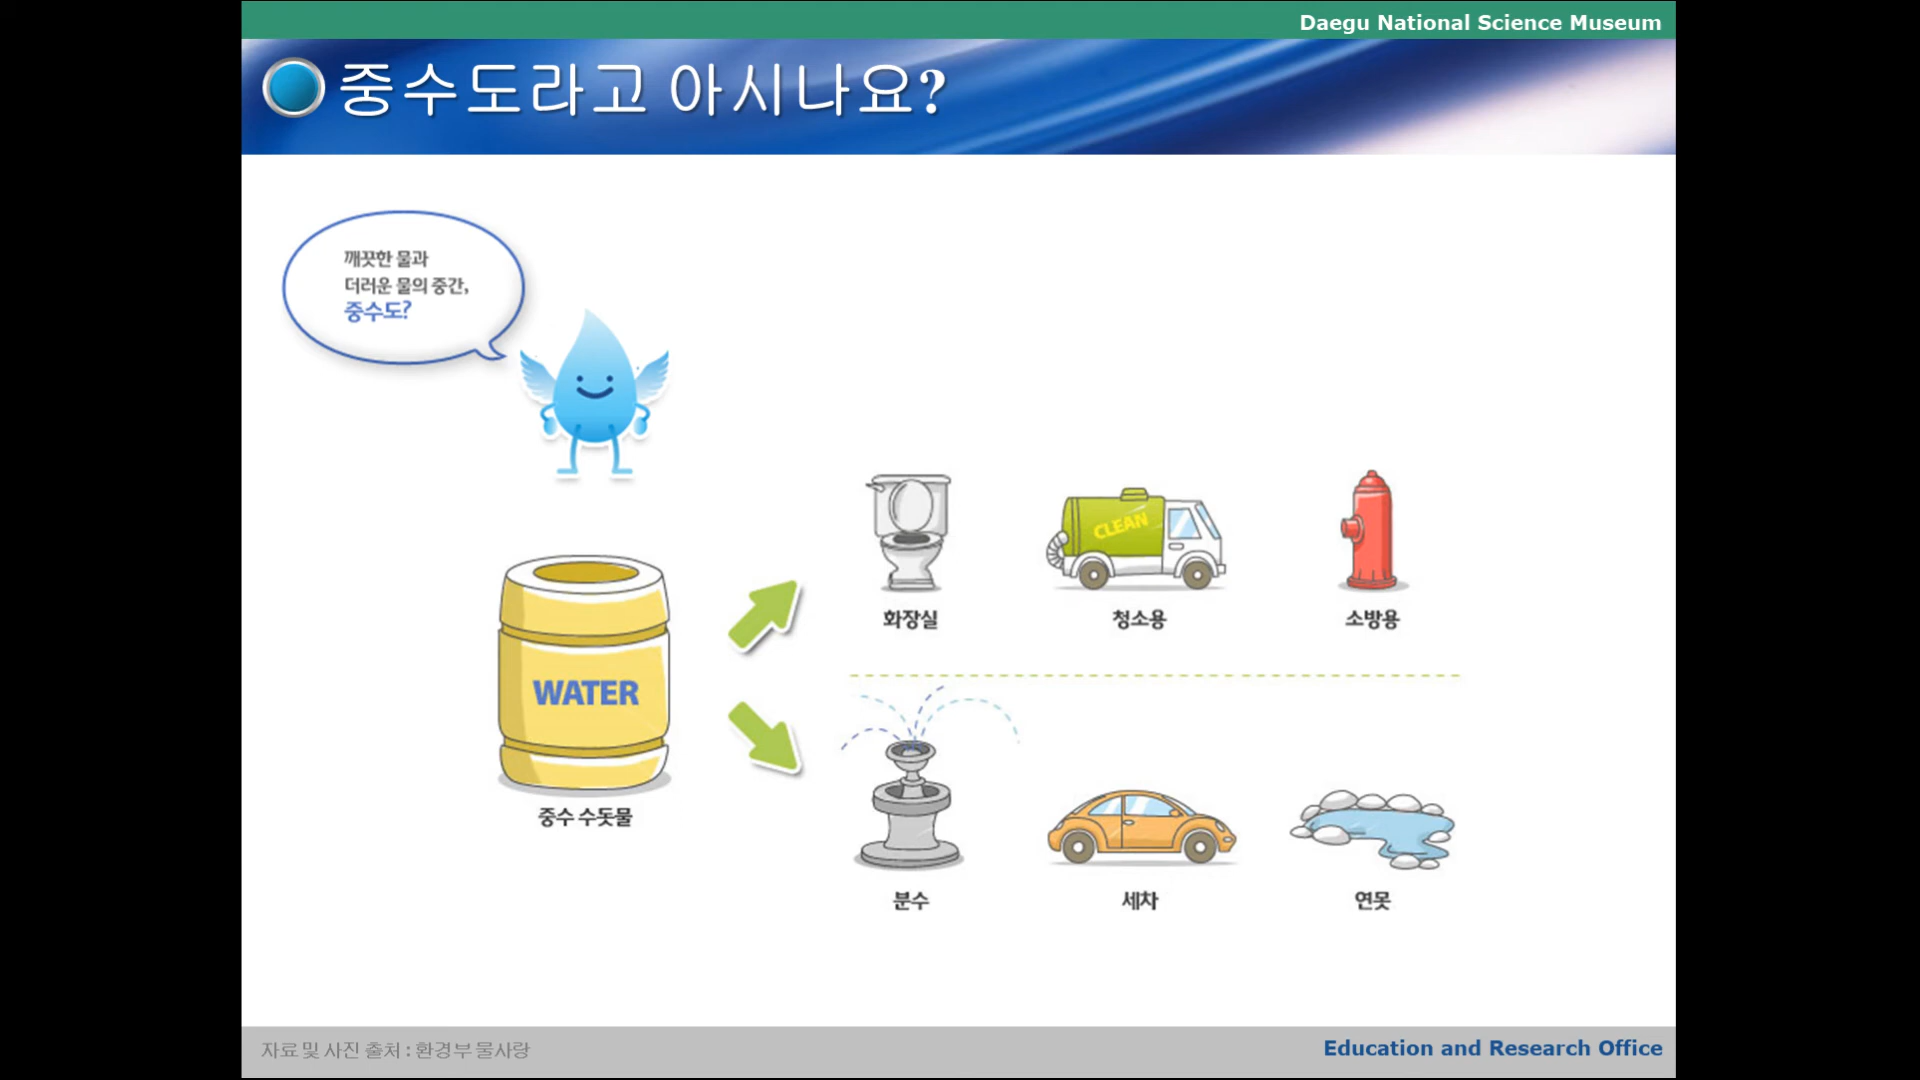 Daegu National Science Museum
중수도라고 아시나요?
깨끗한 물과
더러운 물의 중간,
중수도?
CLEAN
화장실
청소용
소방용
WATER
중수 수돗물
분수
세차
연못
자료 및 사진 출처 : 환경부 물사랑
Education and Research Office